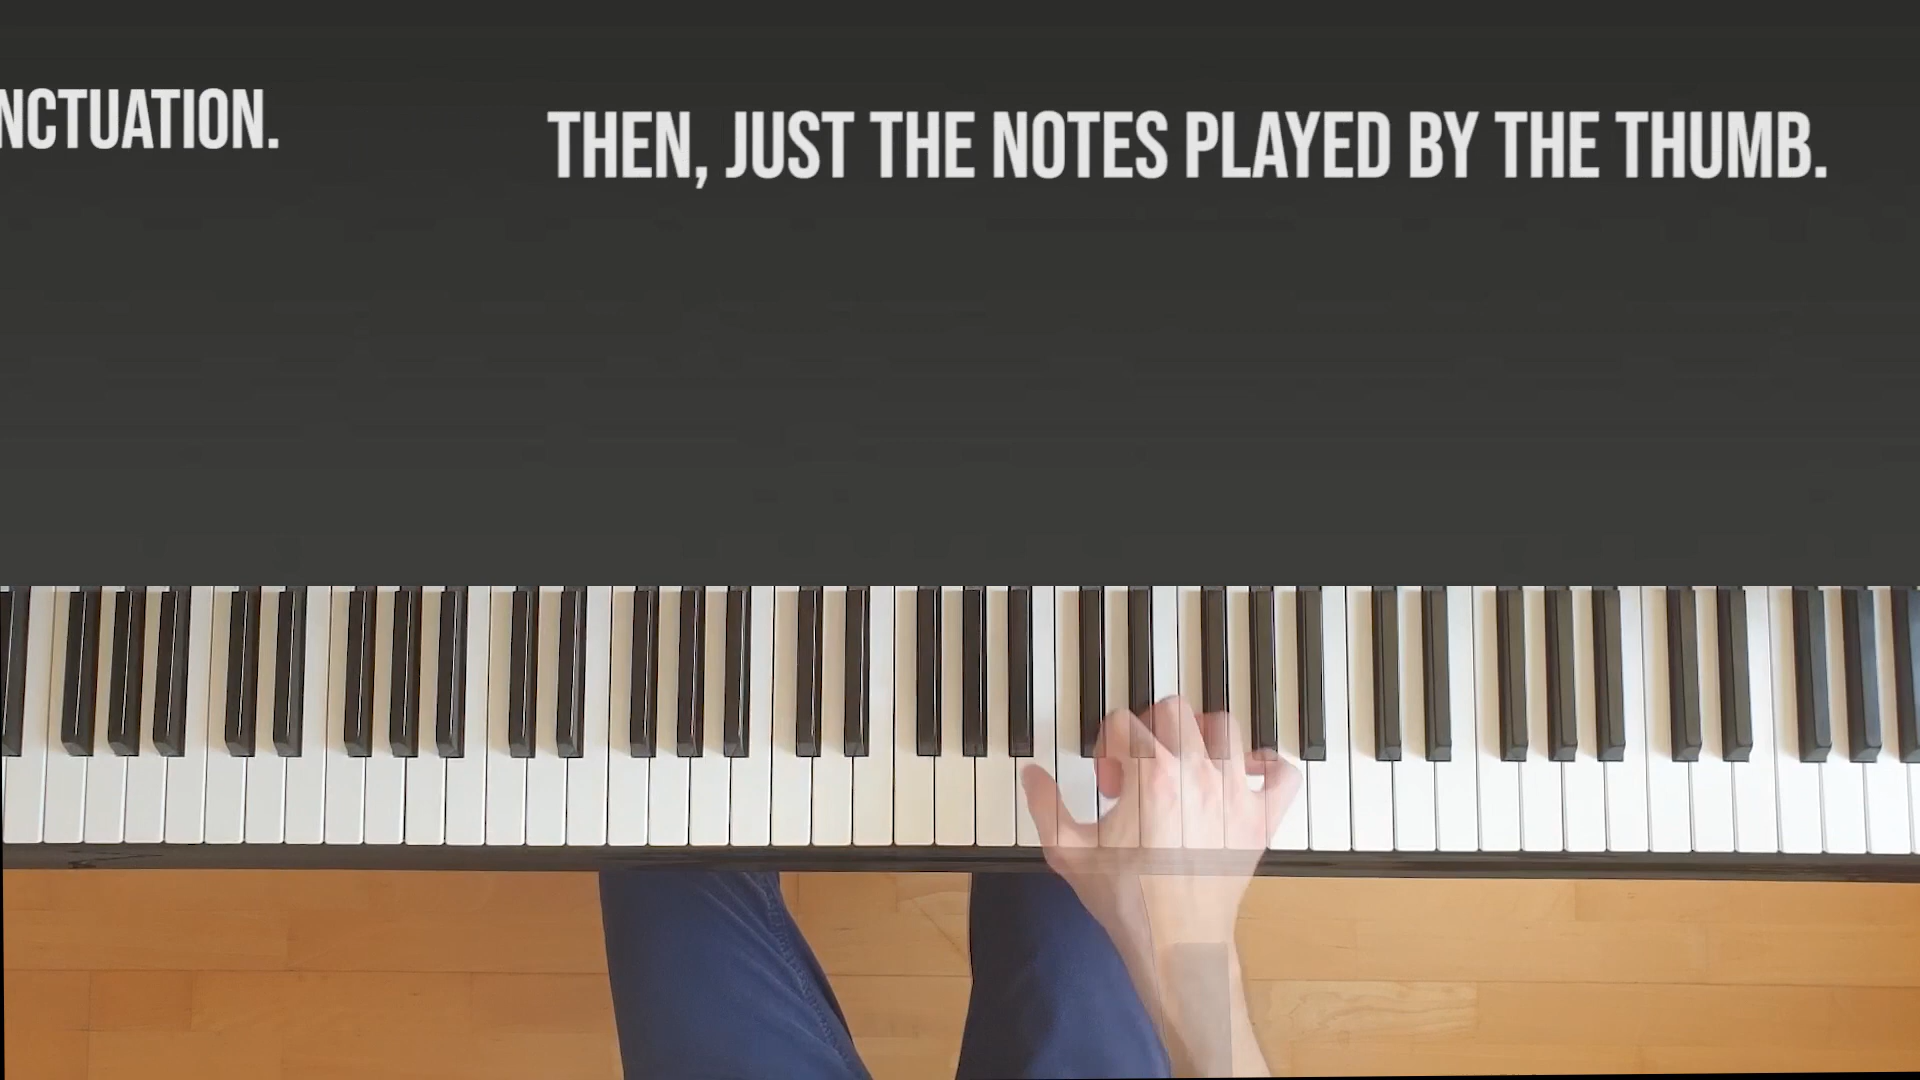 NCTUATION.
THEN, JUST THE NOTES PLAYED BY THE THUMB.